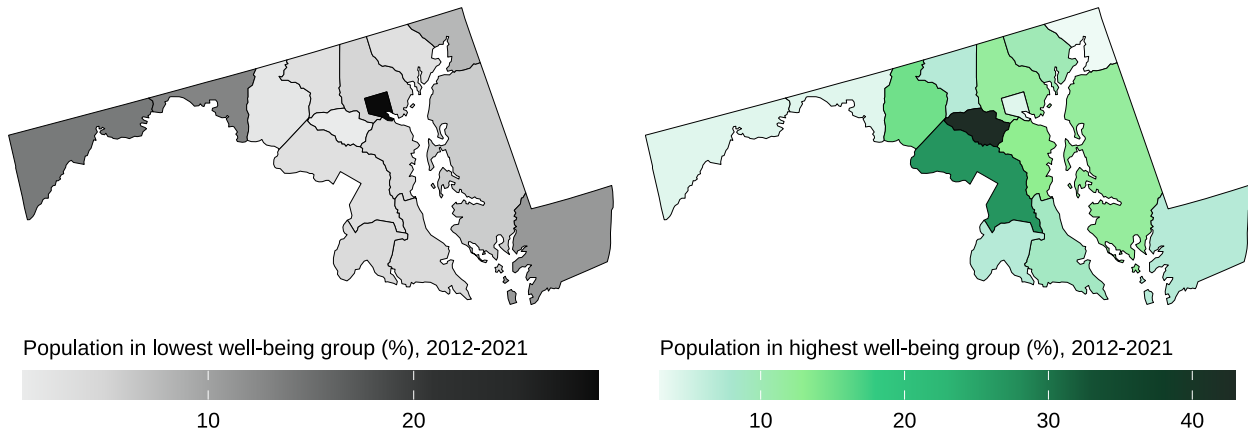 Population in lowest well-being group (%), 2012-2021
10 20
Population in highest well-being group (%), 2012-2021
10 20 30 40